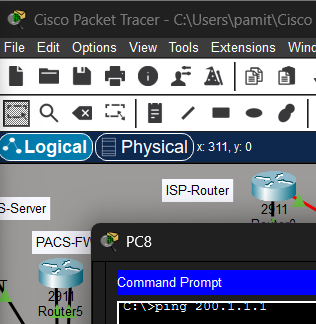 Cisco Packet Tracer - C:\Users\pamit\Cisco
File Edit Options View Tools Extensions Winc
Logical Physical x: 311, y: 0
ISP-Router
2911
S-Server
PACS-FW
PC8
2911
Router5
Command Prompt
C:\>ping 200.1.1.1